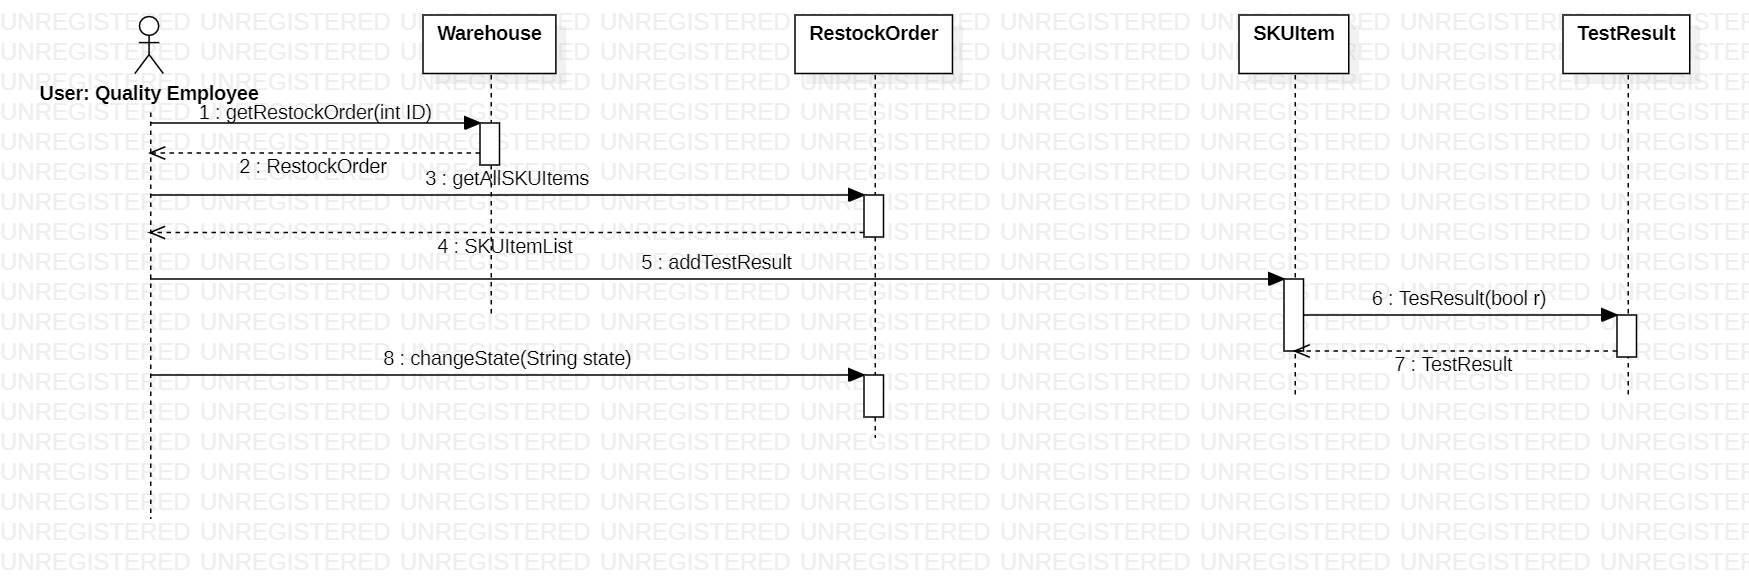 Warehouse
RestockOrder
SKUItem
TestResult
User: Quality Employee
1 : getRestockOrder(int ID)
2 : RestockOrder
3 : getAllSKUItems
4 : SKUItemList
5 : addTestResult
6 : TesResult(bool r)
7 : TestResult
8 : changeState(String state)
UNREGISTERED UNREGISTERED UNREGISTERED UNREGISTERED UNREGISTERED UNREGISTERED UNREGISTERED UNREGISTERED